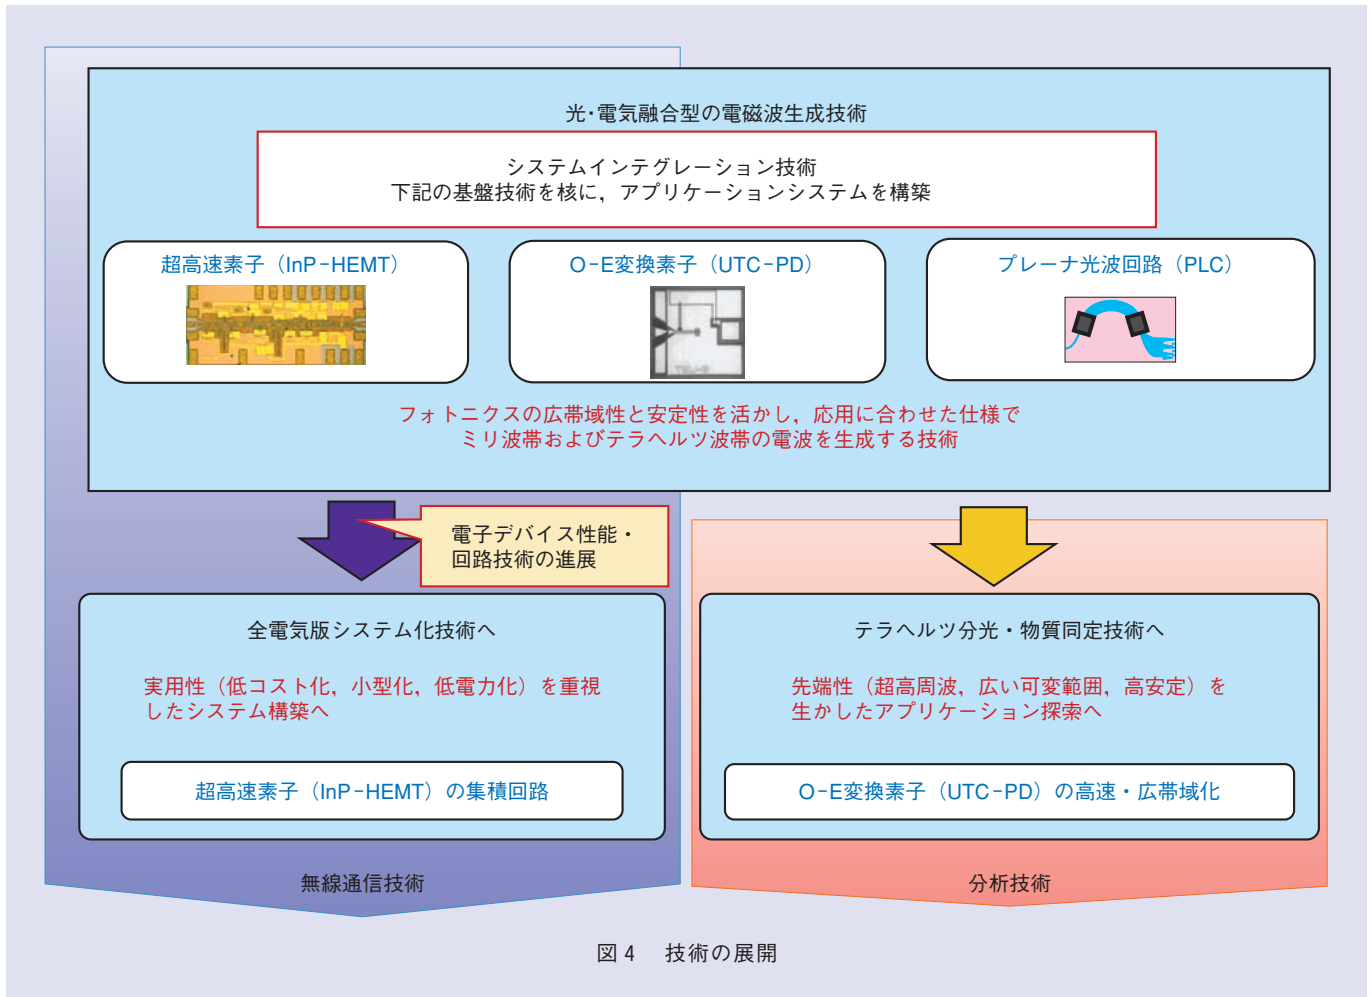 光・電気融合型の電磁波生成技術
システムインテグレーション技術
下記の基盤技術を核に，アプリケーションシステムを構築
超高速素子（InP-HEMT）
O-E変換素子（UTC-PD）
プレーナ光波回路（PLC）
フォトニクスの広帯域性と安定性を活かし，応用に合わせた仕様で
ミリ波帯およびテラヘルツ波帯の電波を生成する技術
電子デバイス性能・
回路技術の進展
全電気版システム化技術へ
実用性（低コスト化，小型化，低電力化）を重視
したシステム構築へ
超高速素子（InP-HEMT）の集積回路
無線通信技術
テラヘルツ分光・物質同定技術へ
先端性（超高周波，広い可変範囲，高安定）を
生かしたアプリケーション探索へ
O-E変換素子（UTC-PD）の高速・広帯域化
分析技術
図4　技術の展開